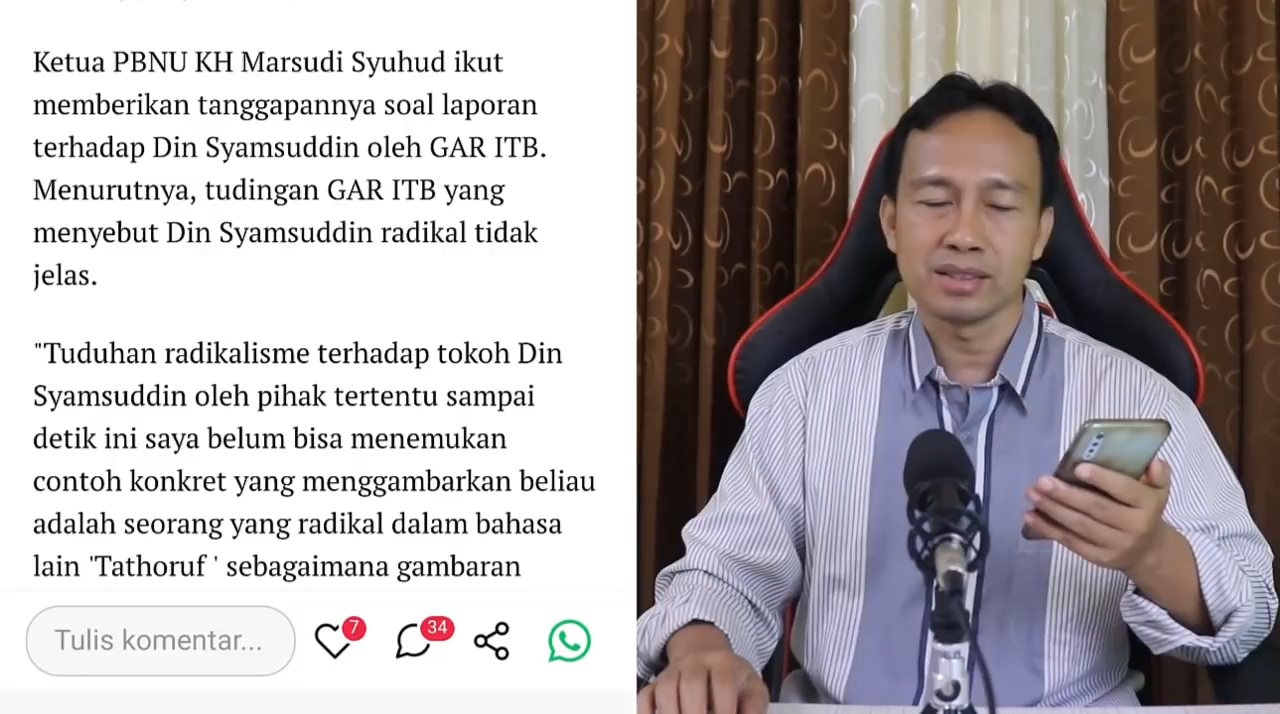 Ketua PBNU KH Marsudi Syuhud ikut
memberikan tanggapannya soal laporan
terhadap Din Syamsuddin oleh GAR ITB.
Menurutnya, tudingan GAR ITB yang
menyebut Din Syamsuddin radikal tidak
jelas.
"Tuduhan radikalisme terhadap tokoh Din
Syamsuddin oleh pihak tertentu sampai
detik ini saya belum bisa menemukan
contoh konkret yang menggambarkan beliau
adalah seorang yang radikal dalam bahasa
lain 'Tathoruf ' sebagaimana gambaran
Tulis komentar... 7 34